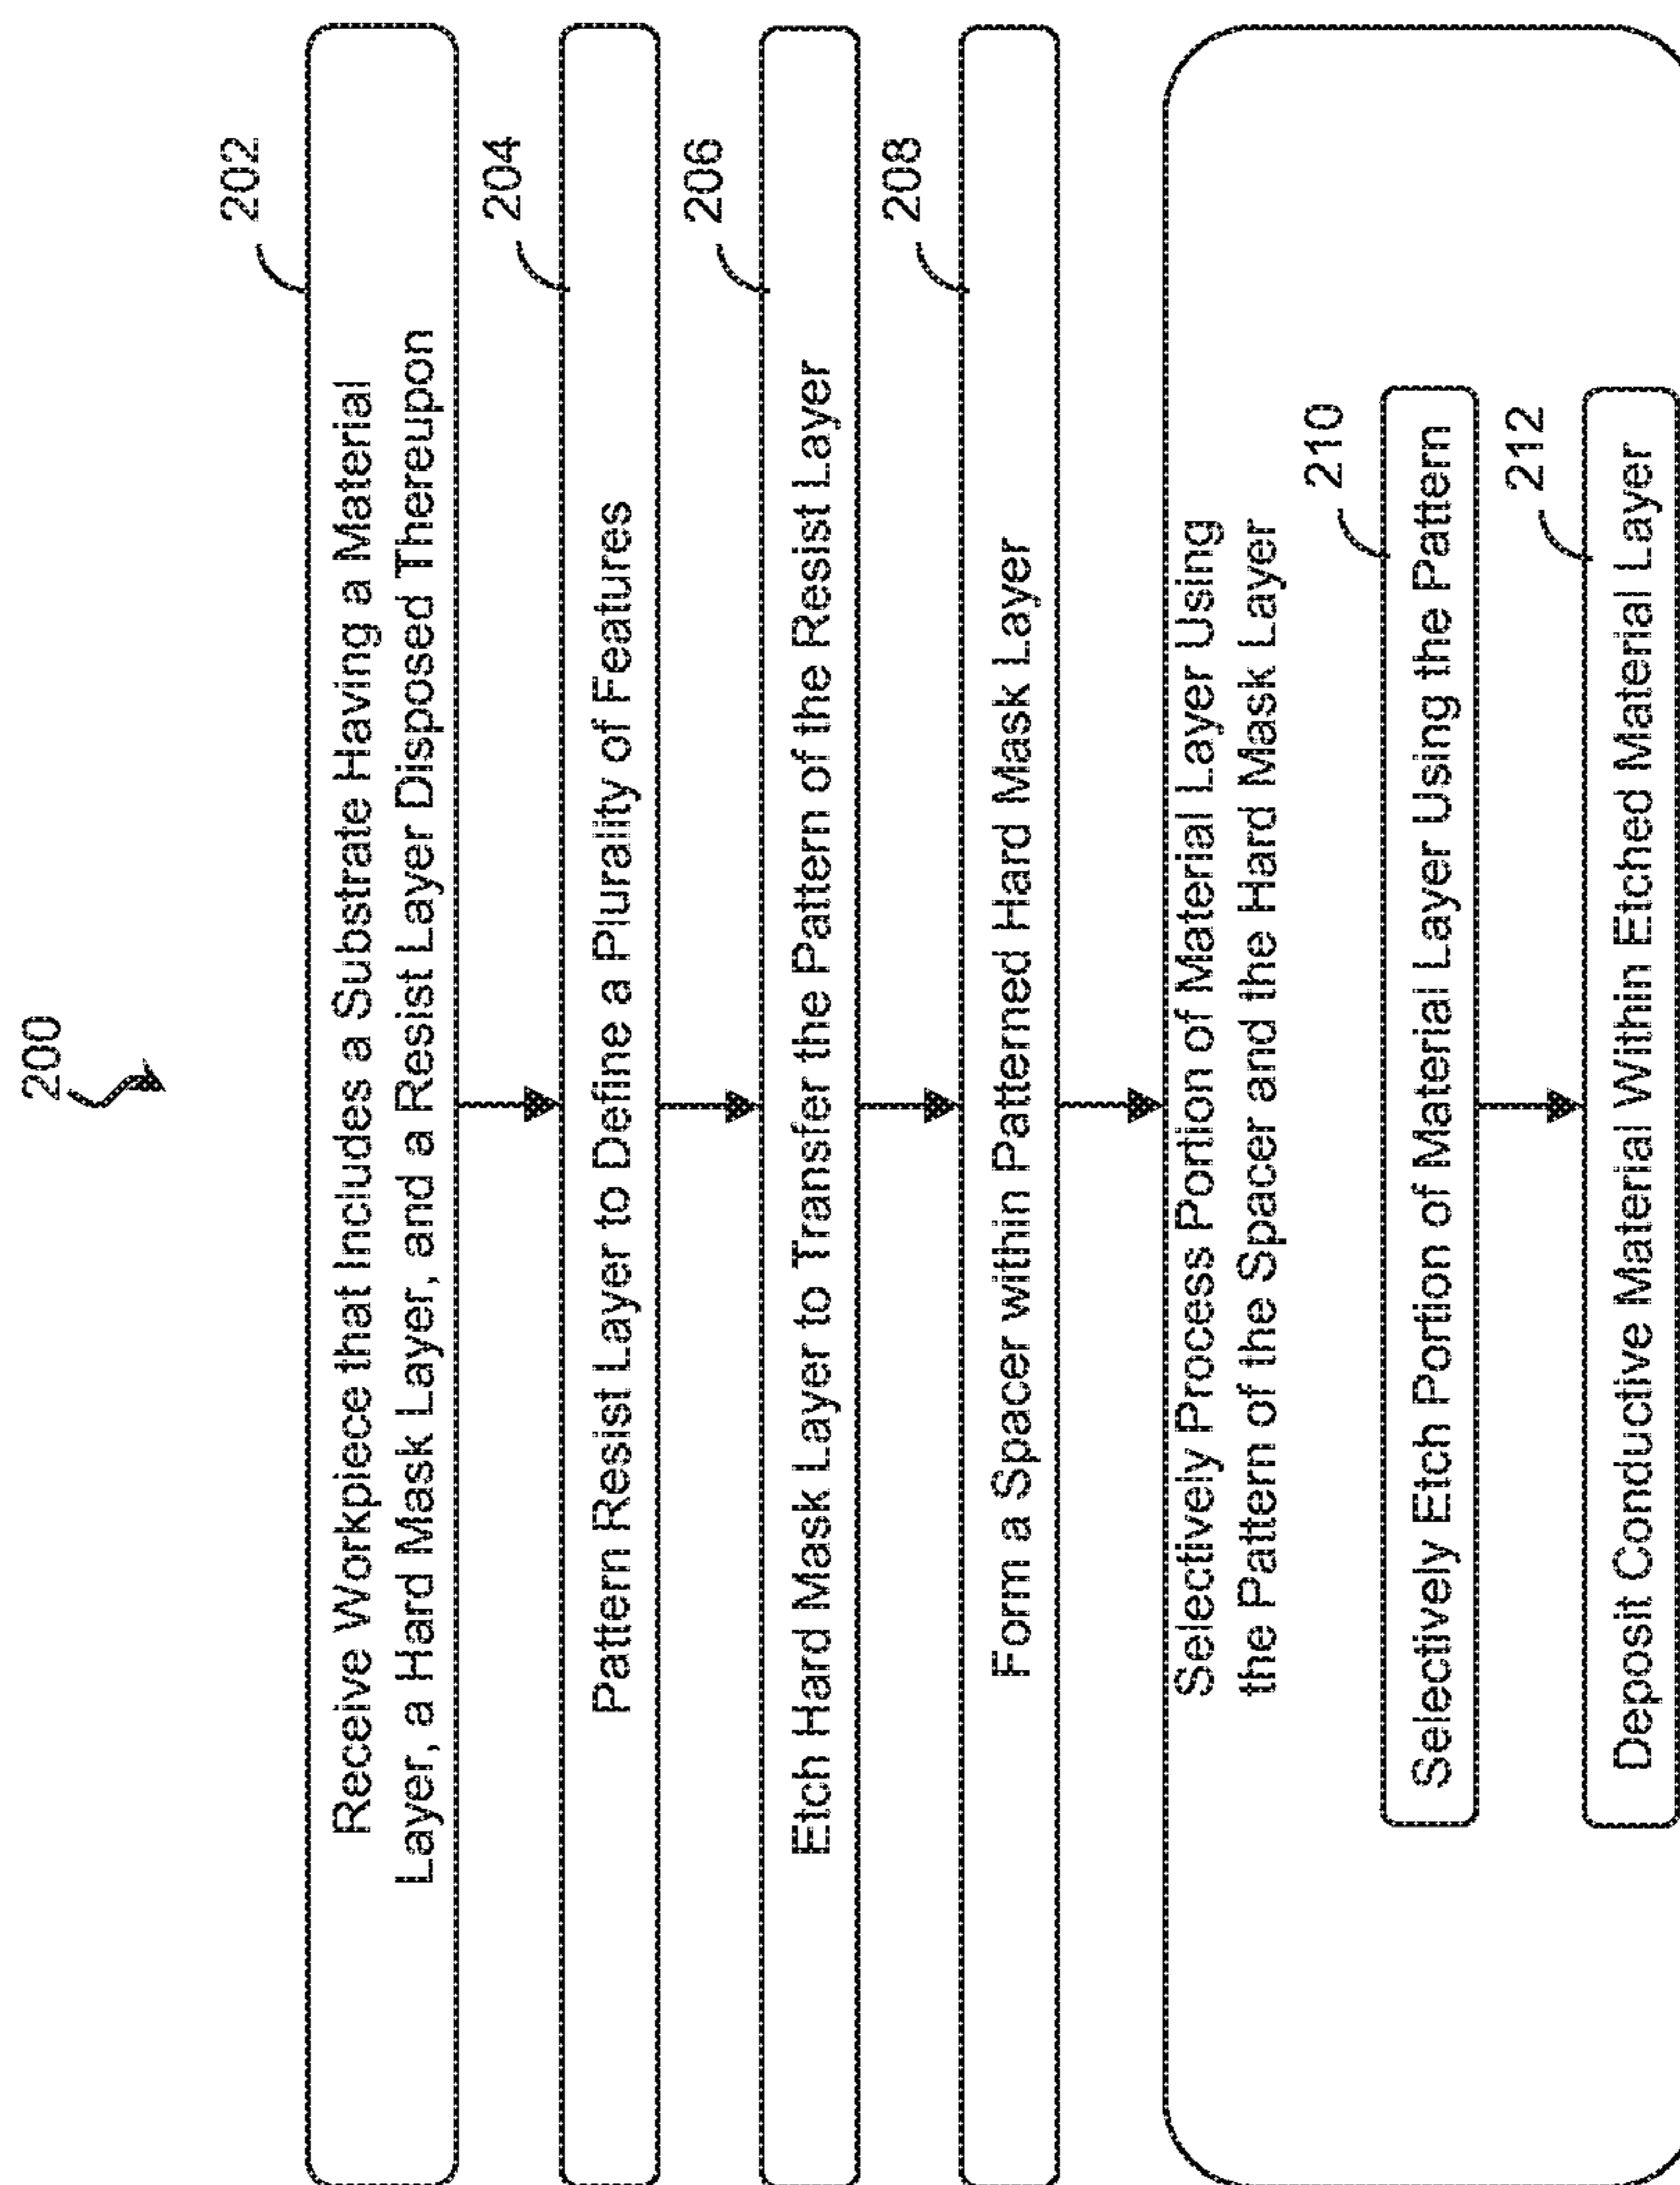 200
202
Receive Workpiece that Includes a Substrate Having a Material
Layer, a Hard Mask Layer, and a Resist Layer Disposed Thereupon
204
Pattern Resist Layer to Define a Plurality of Features
206
Etch Hard Mask Layer to Transfer the Pattern of the Resist Layer
208
Form a Spacer within Patterned Hard Mask Layer
Selectively Process Portion of Material Layer Using
the Pattern of the Spacer and the Hard Mask Layer
210
Selectively Etch Portion of Material Layer Using the Pattern
212
Deposit Conductive Material Within Etched Material Layer